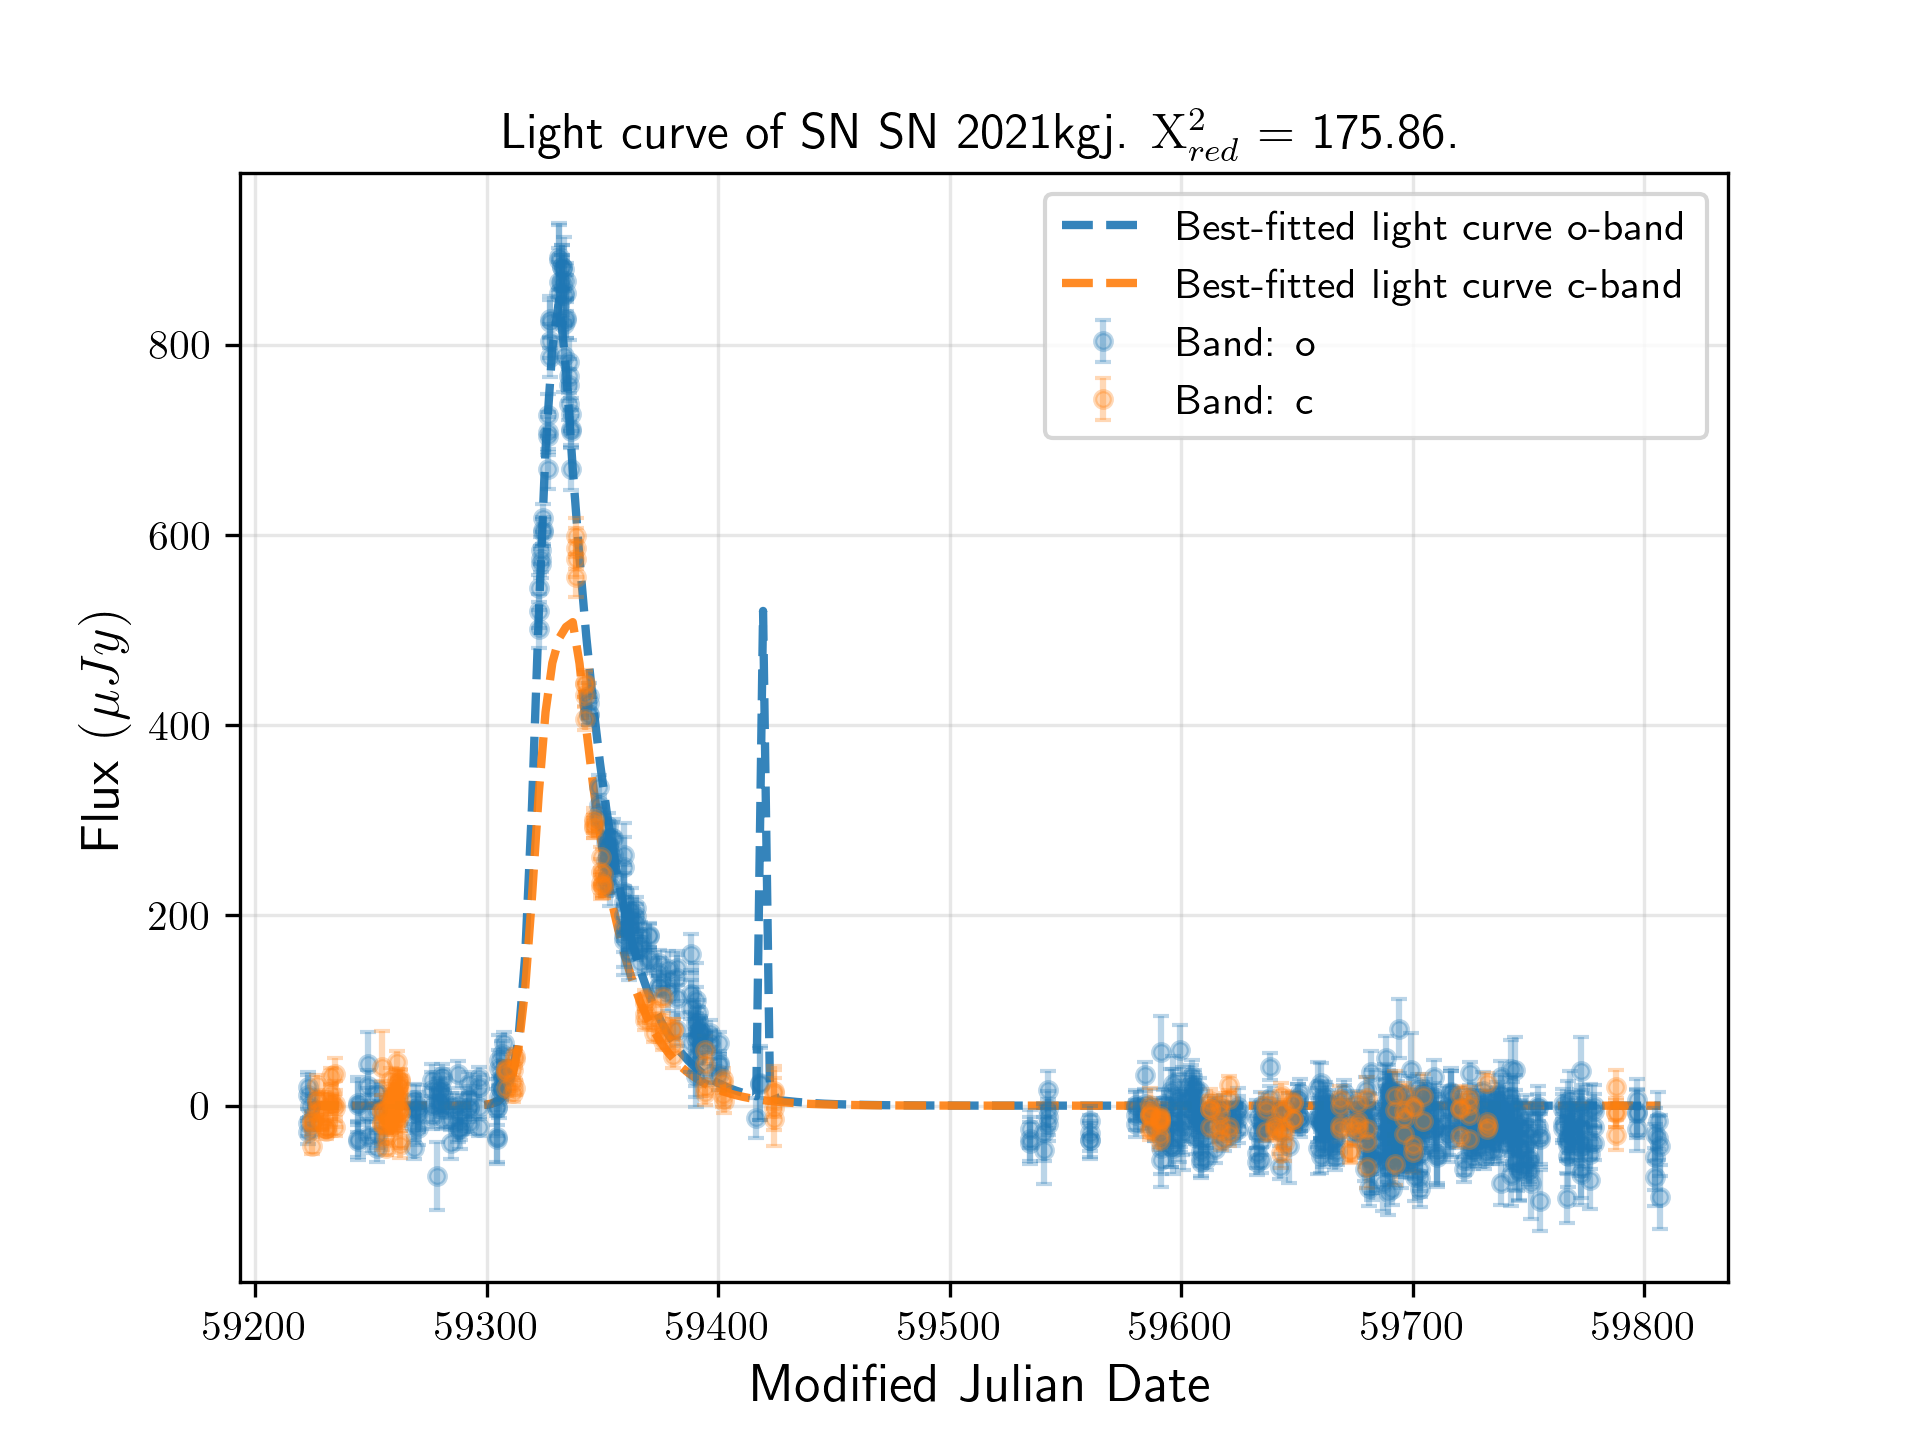 Light curve of SN SN 2021kgj. X²_red = 175.86.
Best-fitted light curve o-band
Best-fitted light curve c-band
Band: o
Band: c
Flux (μJy)
800
600
400
200
0
59200 59300 59400 59500 59600 59700 59800
Modified Julian Date